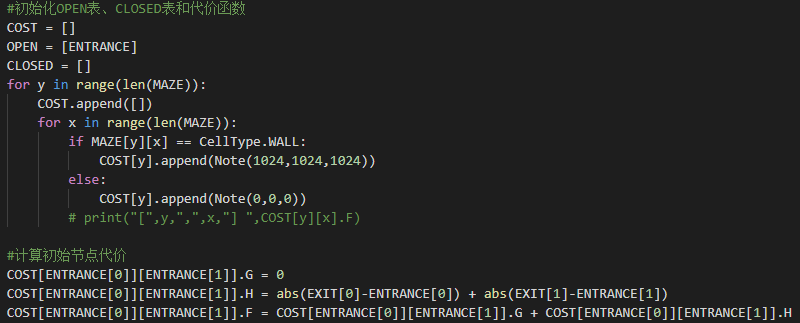 #初始化OPEN表、CLOSED表和代价函数
COST = []
OPEN = [ENTRANCE]
CLOSED = []
for y in range(len(MAZE)):
    COST.append([])
    for x in range(len(MAZE)):
        if MAZE[y][x] == CellType.WALL:
            COST[y].append(Note(1024,1024,1024))
        else:
            COST[y].append(Note(0,0,0))
        # print("[",y,",",x,"] ",COST[y][x].F)
#计算初始节点代价
COST[ENTRANCE[0]][ENTRANCE[1]].G = 0
COST[ENTRANCE[0]][ENTRANCE[1]].H = abs(EXIT[0]-ENTRANCE[0]) + abs(EXIT[1]-ENTRANCE[1])
COST[ENTRANCE[0]][ENTRANCE[1]].F = COST[ENTRANCE[0]][ENTRANCE[1]].G + COST[ENTRANCE[0]][ENTRANCE[1]].H